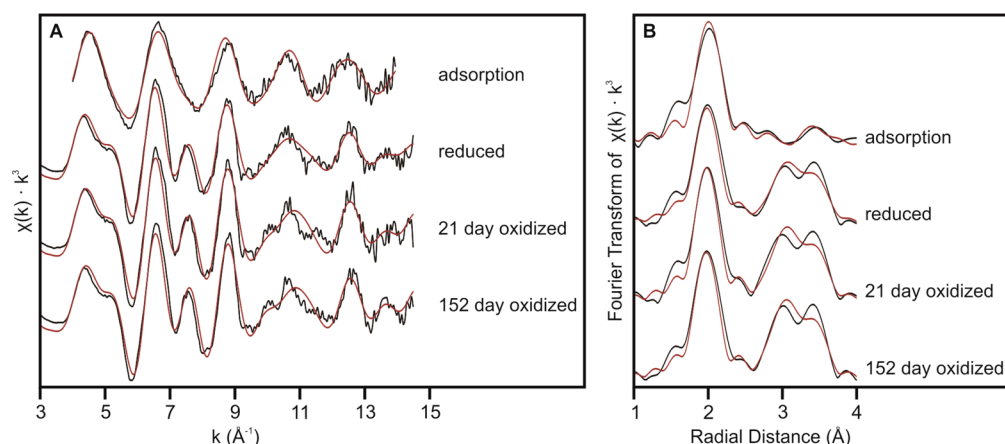 A
adsorption
reduced
21 day oxidized
152 day oxidized
χ(k) · k³
3 5 7 9 11 13 15
k (Å⁻¹)
B
adsorption
reduced
21 day oxidized
152 day oxidized
Fourier Transform of χ(k) · k³
1 2 3 4
Radial Distance (Å)